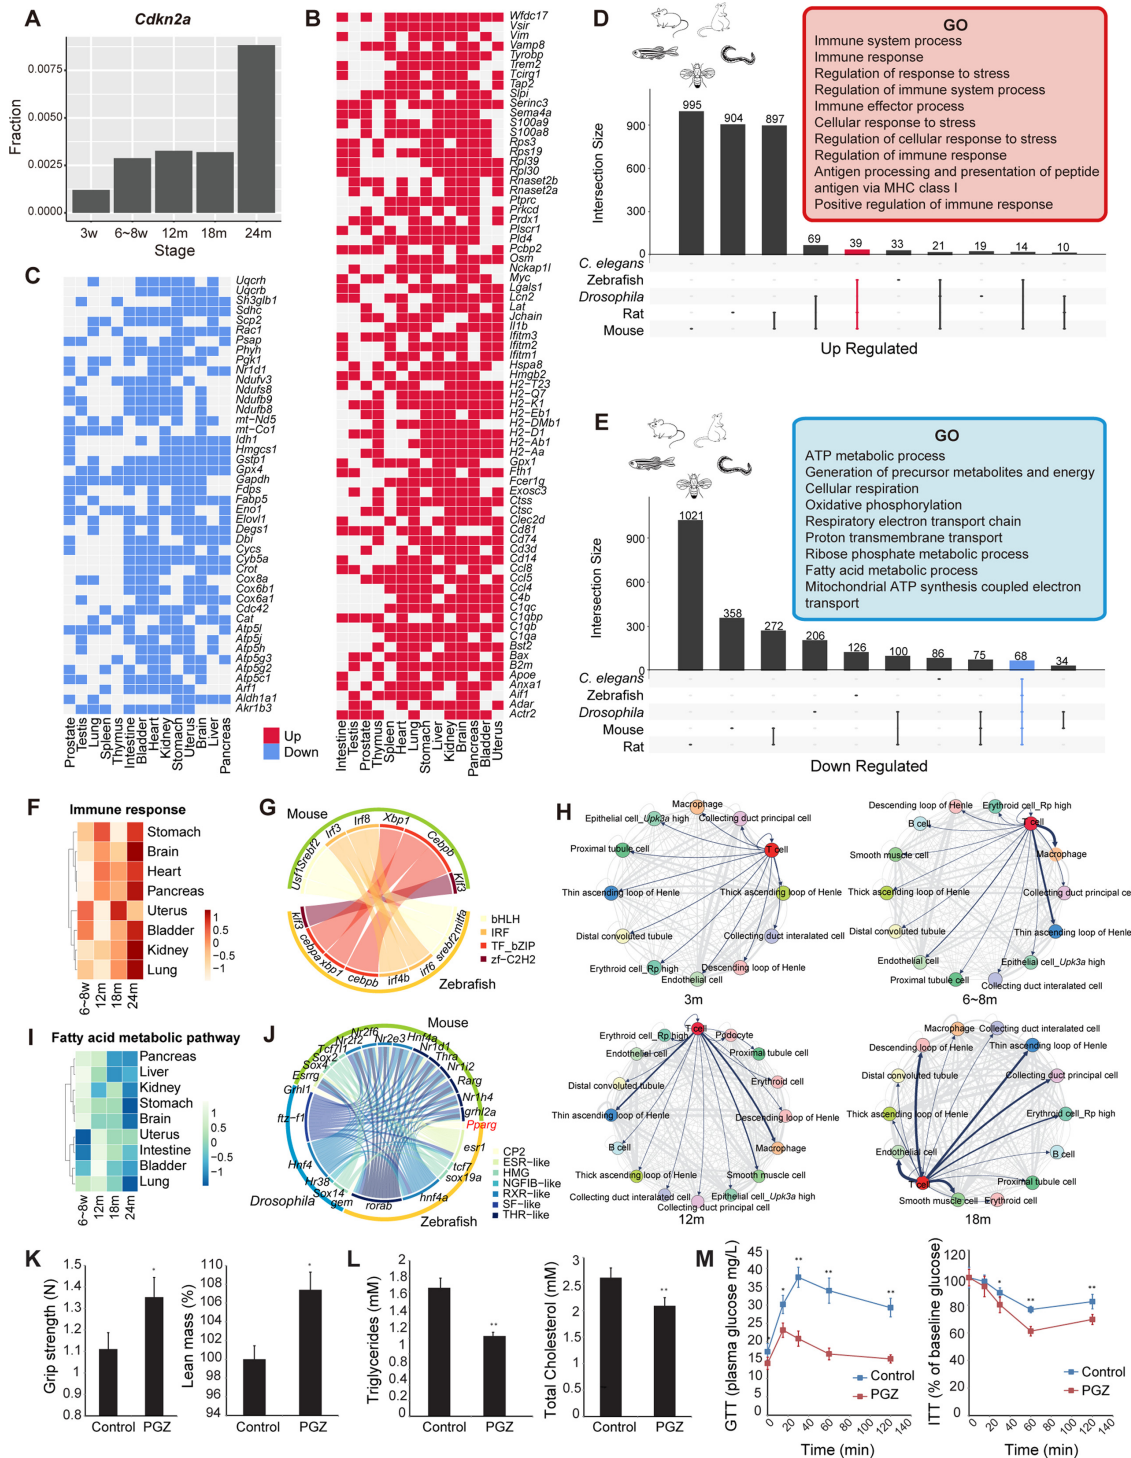 A
Cdkn2a
Fraction
0.0075
0.0050
0.0025
0.0000
3w
6~8w
12m
18m
24m
Stage
B
Wfdc17
Vsir
Vim
Vamp8
Tyrobp
Trem2
Tcirg1
Tap2
Slpi
Serinc3
Sema4a
S100a9
S100a8
Rps3
Rps19
Rpl39
Rpl30
Rnaset2b
Rnaset2a
Ptprc
Prkcd
Prdx1
Plscr1
Pld4
Pcbp2
Osm
Nckap1l
Myc
Lgals1
Lcn2
Lat
Jchain
Il1b
Ifitm3
Ifitm2
Ifitm1
Hspa8
Hmgb2
H2−T23
H2−Q7
H2−K1
H2−Eb1
H2−DMb1
H2−D1
H2−Ab1
H2−Aa
Gpx1
Fth1
Fcer1g
Exosc3
Ctss
Ctsc
Clec2d
Cd81
Cd74
Cd3d
Cd14
Ccl8
Ccl5
Ccl4
C4b
C1qc
C1qbp
C1qb
C1qa
Bst2
Bax
B2m
Apoe
Anxa1
Aif1
Adar
Actr2
Intestine
Testis
Prostate
Thymus
Spleen
Heart
Lung
Stomach
Liver
Kidney
Brain
Pancreas
Bladder
Uterus
C
Uqcrh
Uqcrb
Sh3glb1
Sdhc
Scp2
Rac1
Psap
Phyh
Pgk1
Nr1d1
Ndufv3
Ndufs8
Ndufb9
Ndufb8
mt−Nd5
mt−Co1
Idh1
Hmgcs1
Gstp1
Gpx4
Gapdh
Fdps
Fabp5
Eno1
Elovl1
Degs1
Dbi
Cycs
Cyb5a
Crot
Cox8a
Cox6b1
Cox6a1
Cdc42
Cat
Atp5l
Atp5j
Atp5h
Atp5g3
Atp5g2
Atp5c1
Arf1
Aldh1a1
Akr1b3
Prostate
Testis
Lung
Spleen
Thymus
Intestine
Bladder
Heart
Kidney
Stomach
Uterus
Brain
Liver
Pancreas
Up
Down
D
GO
Immune system process
Immune response
Regulation of response to stress
Regulation of immune system process
Immune effector process
Cellular response to stress
Regulation of cellular response to stress
Regulation of immune response
Antigen processing and presentation of peptide
antigen via MHC class I
Positive regulation of immune response
Intersection Size
900
600
300
0
995
904
897
69
39
33
21
19
14
10
C. elegans
Zebrafish
Drosophila
Rat
Mouse
Up Regulated
E
GO
ATP metabolic process
Generation of precursor metabolites and energy
Cellular respiration
Oxidative phosphorylation
Respiratory electron transport chain
Proton transmembrane transport
Ribose phosphate metabolic process
Fatty acid metabolic process
Mitochondrial ATP synthesis coupled electron
transport
Intersection Size
900
600
300
0
1021
358
272
206
126
100
86
75
68
34
C. elegans
Zebrafish
Drosophila
Mouse
Rat
Down Regulated
F
Immune response
Stomach
Brain
Heart
Pancreas
Uterus
Bladder
Kidney
Lung
6~8w
12m
18m
24m
1
0.5
0
−0.5
−1
G
Mouse
Usf1
Srebf2
Irf3
Irf8
Xbp1
Cebpb
Klf3
klf3
cebpa
xbp1
cebpb
irf4b
irf6
srebf2
mitfa
Zebrafish
bHLH
IRF
TF_bZIP
zf−C2H2
H
Macrophage
Epithelial cell_Upk3a high
Collecting duct principal cell
Proximal tubule cell
T cell
Thin ascending loop of Henle
Thick ascending loop of Henle
Distal convoluted tubule
Collecting duct interalated cell
Erythroid cell_Rp high
Descending loop of Henle
Endothelial cell
3m
Descending loop of Henle
Erythroid cell_Rp high
B cell
T cell
Smooth muscle cell
Macrophage
Thick ascending loop of Henle
Collecting duct principal ce
Distal convoluted tubule
Thin ascending loop of Henle
Endothelial cell
Epithelial cell_Upk3a high
Proximal tubule cell
Collecting duct interalated cell
6~8m
T cell
Erythroid cell_Rp high
Podocyte
Endothelial cell
Proximal tubule cell
Distal convoluted tubule
Erythroid cell
Thin ascending loop of Henle
Descending loop of Henle
B cell
Macrophage
Thick ascending loop of Henle
Smooth muscle cell
Collecting duct interalated cell
Epithelial cell_Upk3a high
Collecting duct principal cell
12m
Macrophage
Collecting duct interalated cell
Descending loop of Henle
Thin ascending loop of Henle
Distal convoluted tubule
Collecting duct principal cell
Thick ascending loop of Henle
Erythroid cell_Rp high
Endothelial cell
B cell
T cell
Proximal tubule cell
Smooth muscle cell
Erythroid cell
18m
I
Fatty acid metabolic pathway
Pancreas
Liver
Kidney
Stomach
Brain
Uterus
Intestine
Bladder
Lung
6~8w
12m
18m
24m
1
0.5
0
−0.5
−1
J
Mouse
Grhl1
Esrrg
Sox4
Sox2
Tcf7l1
Nr2f2
Nr2f6
Nr2e3
Hnf4a
Nr1d1
Thra
Nr1i2
Rarg
Nr1h4
grhl2a
Pparg
esr1
tcf7
sox19a
hnf4a
rorab
gem
Sox14
Hr38
Hnf4
ftz−f1
Drosophila
Zebrafish
CP2
ESR−like
HMG
NGFIB−like
RXR−like
SF−like
THR−like
K
Grip strength (N)
1.5
1.4
1.3
1.2
1.1
1
0.8
*
Control
PGZ
Lean mass (%)
110
108
106
104
102
100
98
96
94
*
Control
PGZ
L
Triglycerides (mM)
2
1.8
1.6
1.4
1.2
1
0.8
0.6
0.4
0.2
0
**
Control
PGZ
Total Cholesterol (mM)
3
2.5
2
1.5
1
0.5
0
**
Control
PGZ
M
GTT (plasma glucose mg/L)
45
40
35
30
25
20
15
10
5
0
*
*
**
**
**
Control
PGZ
0
20
40
60
80
100
120
140
Time (min)
ITT (% of baseline glucose)
120
100
80
60
40
20
0
*
**
**
Control
PGZ
0
20
40
60
80
100
120
140
Time (min)